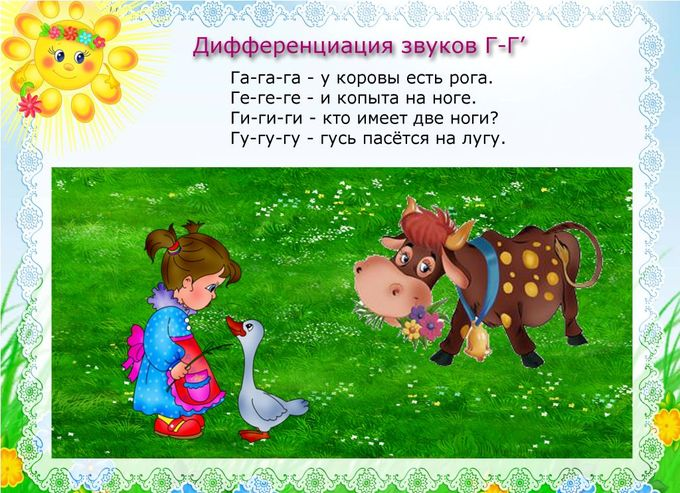 Дифференциация звуков Г-Г’
Га-га-га - у коровы есть рога.
Ге-ге-ге - и копыта на ноге.
Ги-ги-ги - кто имеет две ноги?
Гу-гу-гу - гусь пасётся на лугу.